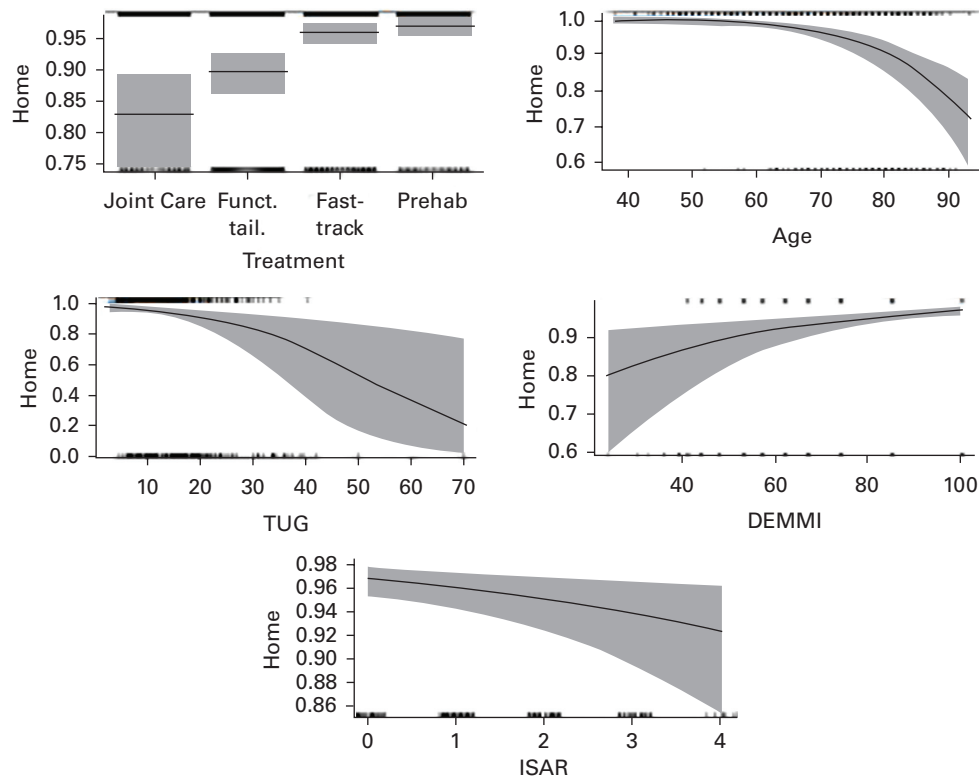 0.95
0.90
0.85
0.80
0.75
Home
Joint Care Funct. tail. Fast-track Prehab
Treatment
1.0
0.9
0.8
0.7
0.6
Home
40 50 60 70 80 90
Age
1.0
0.8
0.6
0.4
0.2
0.0
Home
10 20 30 40 50 60 70
TUG
0.9
0.8
0.7
0.6
Home
40 60 80 100
DEMMI
0.98
0.96
0.94
0.92
0.90
0.88
0.86
Home
0 1 2 3 4
ISAR